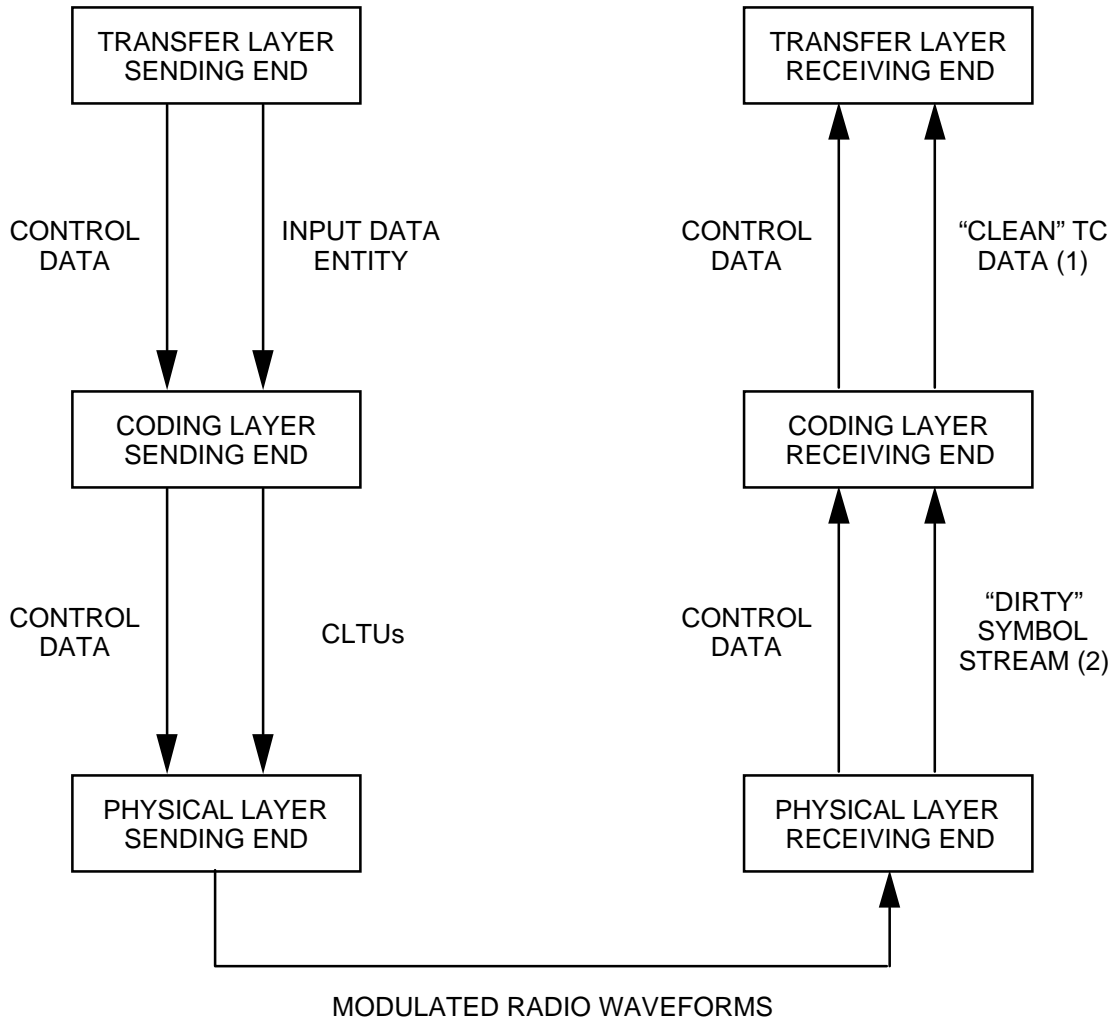 TRANSFER LAYER
SENDING END
TRANSFER LAYER
RECEIVING END
CONTROL
DATA
INPUT DATA
ENTITY
CONTROL
DATA
“CLEAN” TC
DATA (1)
CODING LAYER
SENDING END
CODING LAYER
RECEIVING END
CONTROL
DATA
CLTUs
CONTROL
DATA
“DIRTY”
SYMBOL
STREAM (2)
PHYSICAL LAYER
SENDING END
PHYSICAL LAYER
RECEIVING END
MODULATED RADIO WAVEFORMS